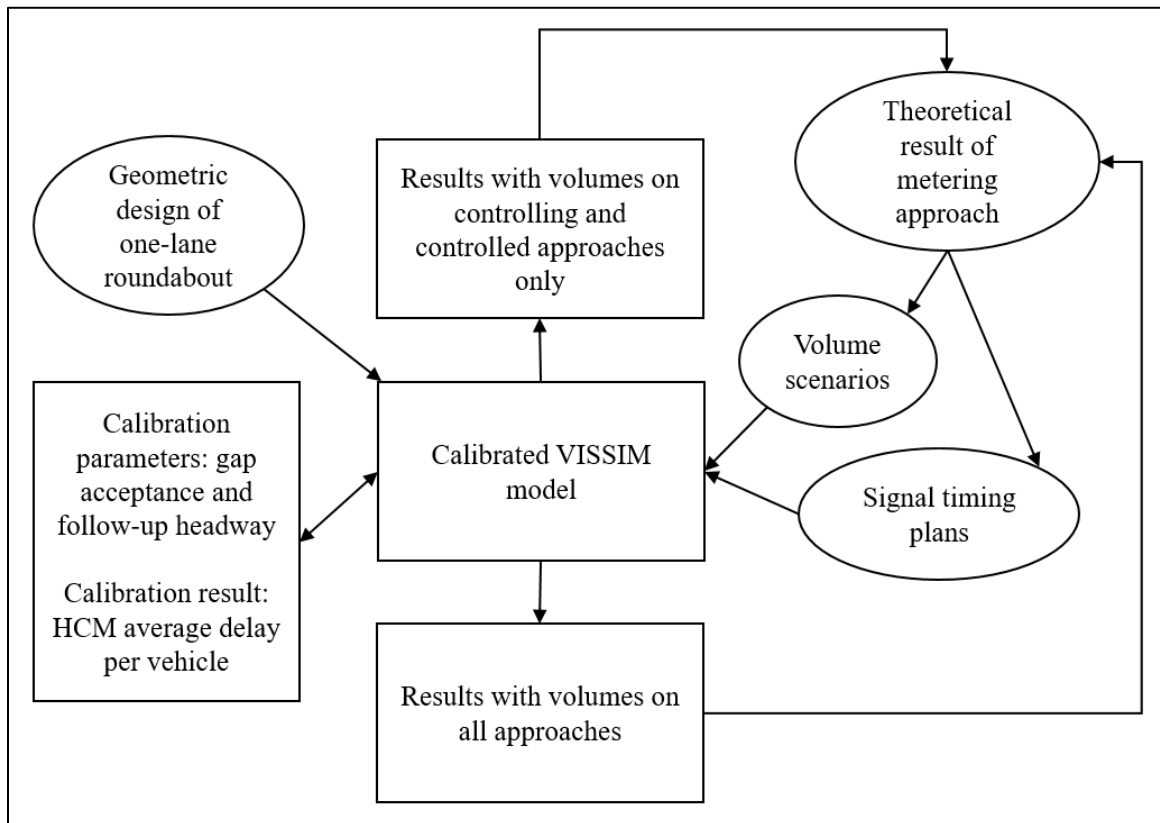 Theoretical
result of
metering
approach
Geometric
design of
one-lane
roundabout
Results with volumes on
controlling and
controlled approaches
only
Volume
scenarios
Calibration
parameters: gap
acceptance and
follow-up headway
Calibration result:
HCM average delay
per vehicle
Calibrated VISSIM
model
Signal timing
plans
Results with volumes on
all approaches